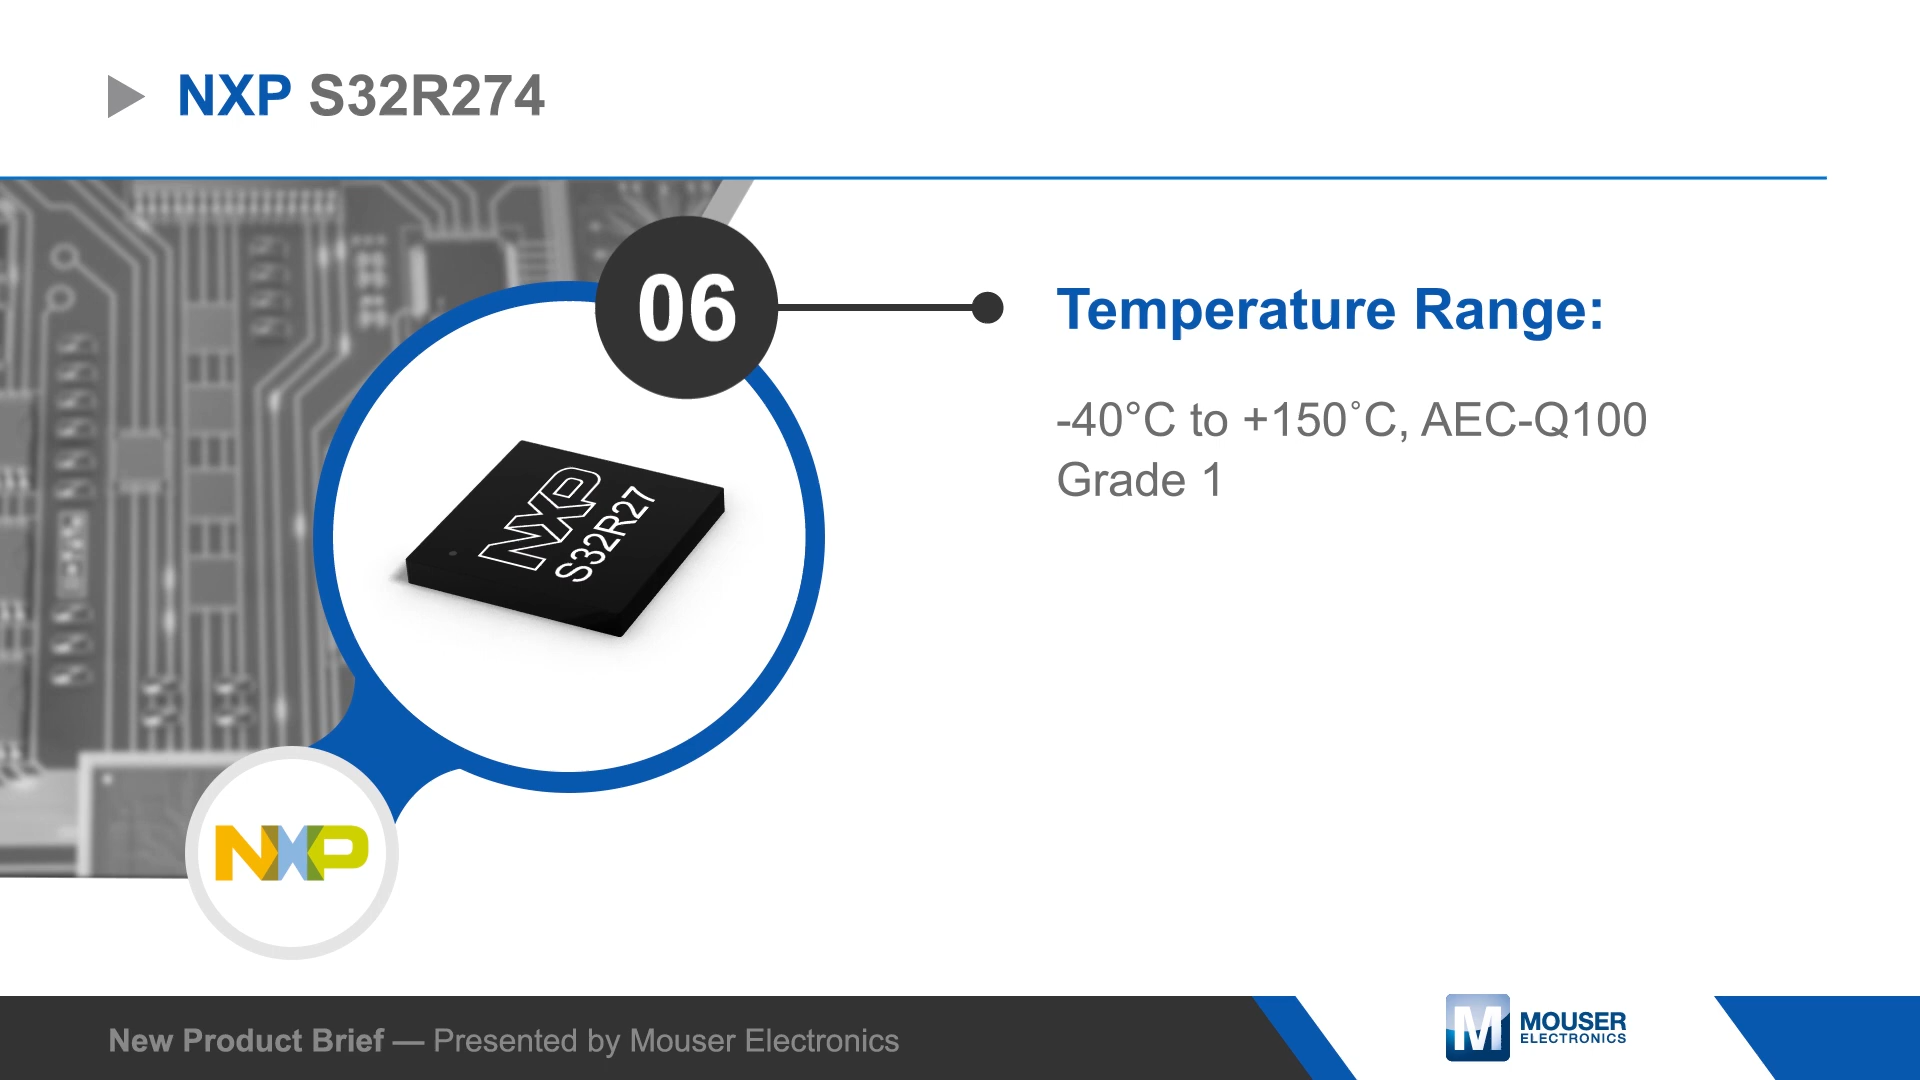 NXP S32R274
06
Temperature Range:
-40°C to +150˚C, AEC-Q100
Grade 1
NXP
S32R27
NXP
New Product Brief — Presented by Mouser Electronics
M
MOUSER
ELECTRONICS